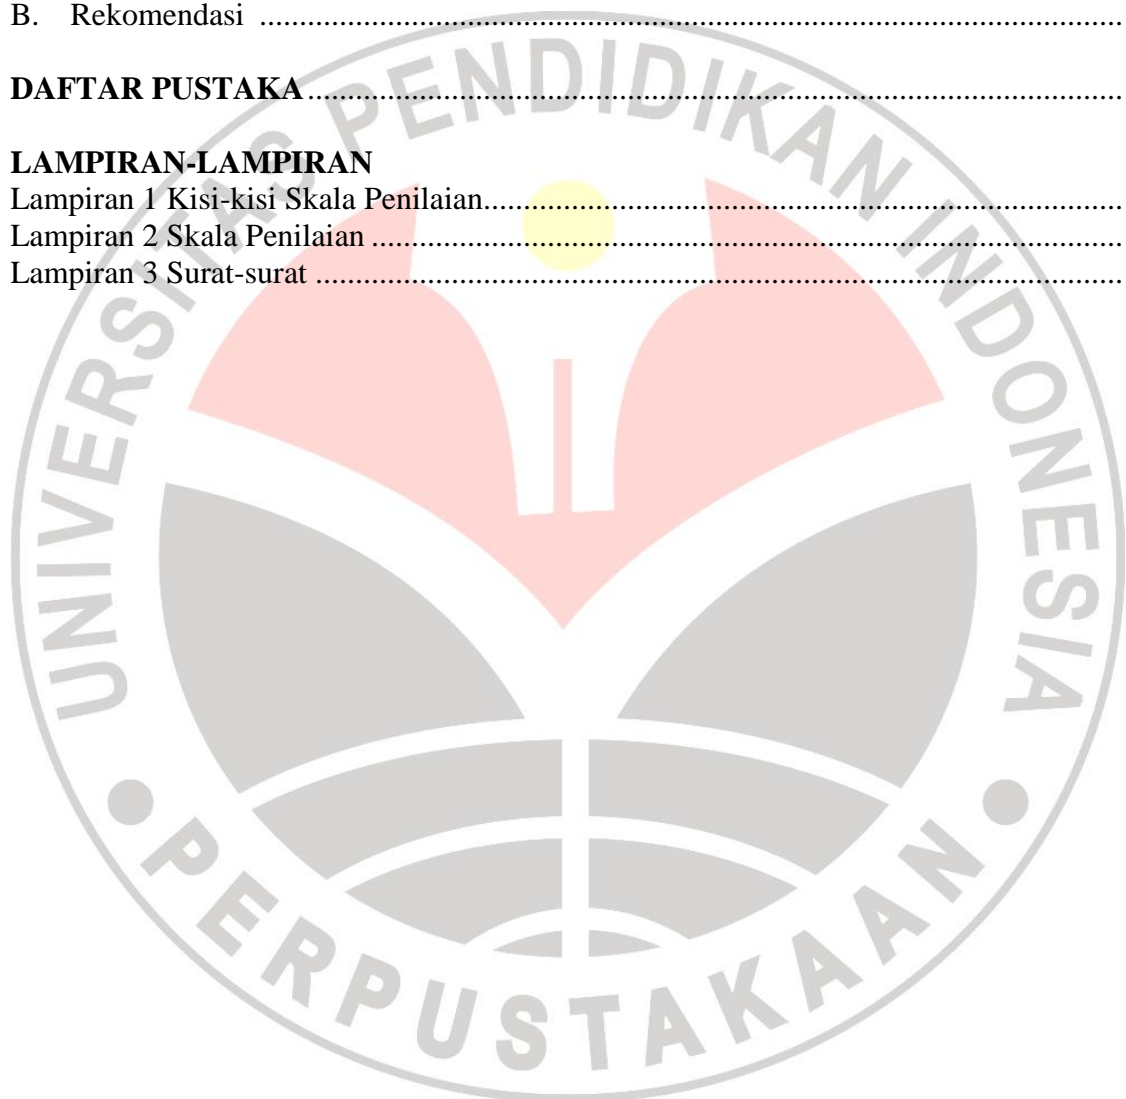 B. Rekomendasi ............................................................................................................
DAFTAR PUSTAKA......................................................................................................
LAMPIRAN-LAMPIRAN
Lampiran 1 Kisi-kisi Skala Penilaian................................................................................
Lampiran 2 Skala Penilaian ..............................................................................................
Lampiran 3 Surat-surat .....................................................................................................
UNIVERSITAS PENDIDIKAN INDONESIA
PERPUSTAKAAN